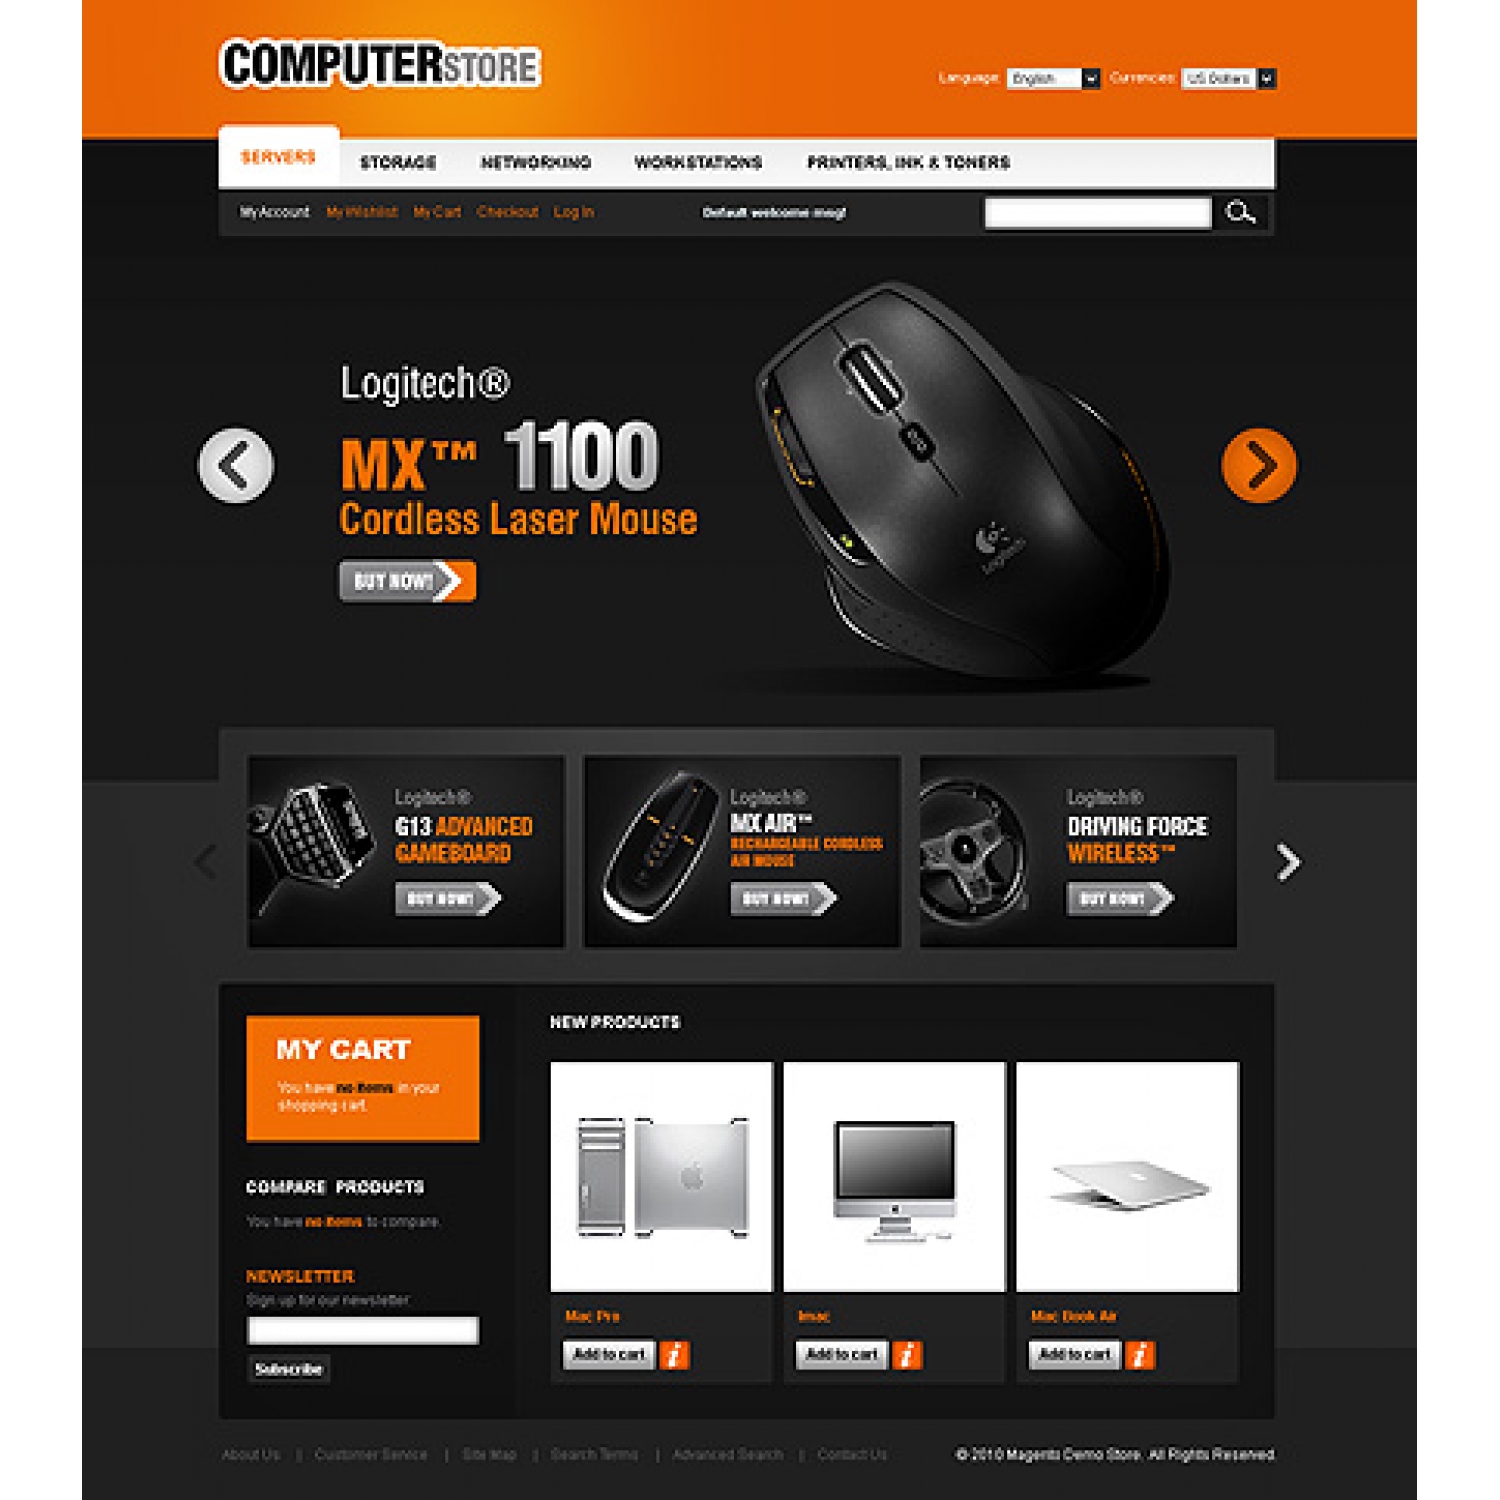 COMPUTERSTORE
Language: English Currencies: US Dollars
SERVERS STORAGE NETWORKING WORKSTATIONS PRINTERS, INK & TONERS
My Account My Wishlist My Cart Checkout Log In Default welcome msg!
Logitech®
MX™ 1100
Cordless Laser Mouse
BUY NOW!
Logitech
Logitech®
G13 ADVANCED
GAMEBOARD
BUY NOW!
Logitech®
MX AIR™
RECHARGEABLE CORDLESS
AIR MOUSE
BUY NOW!
Logitech®
DRIVING FORCE
WIRELESS™
BUY NOW!
MY CART
You have no items in your
shopping cart.
COMPARE PRODUCTS
You have no items to compare.
NEWSLETTER
Sign up for our newsletter
Subscribe
NEW PRODUCTS
Mac Pro
Add to cart i
Imac
Add to cart i
Mac Book Air
Add to cart i
About Us | Customer Service | Site Map | Search Terms | Advanced Search | Contact Us
© 2010 Magento Demo Store. All Rights Reserved.